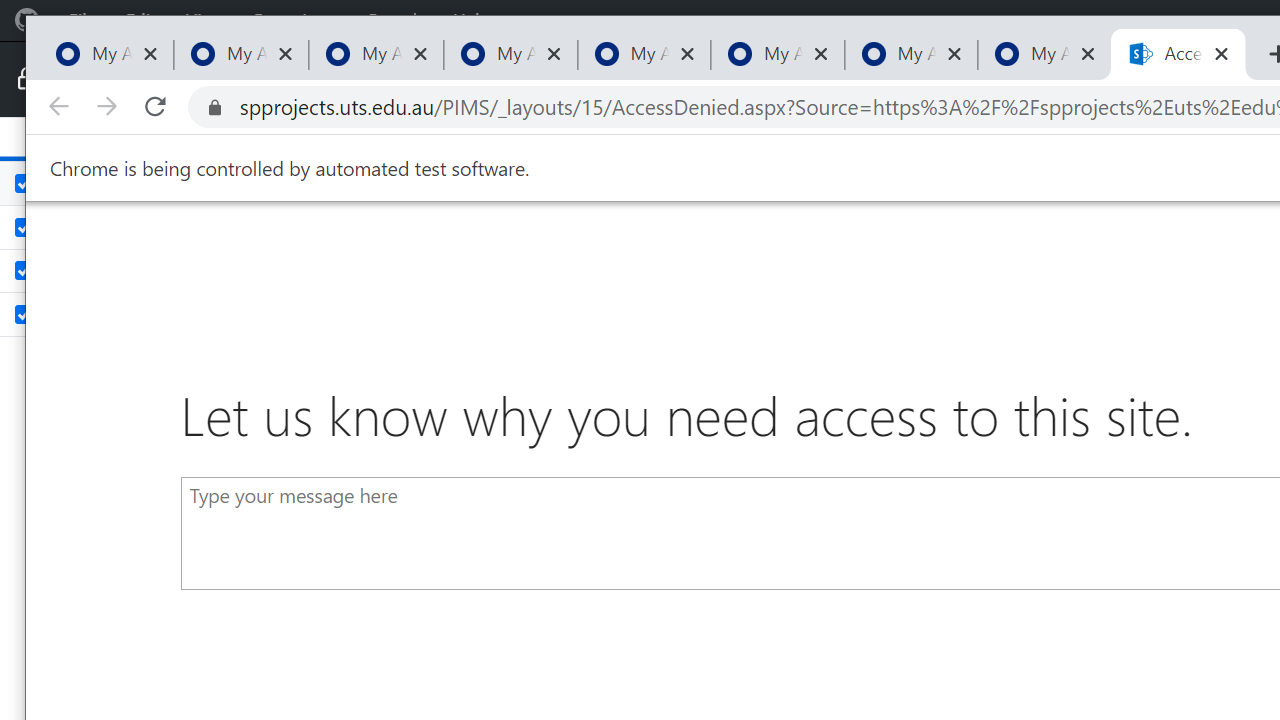 My A
My A
My A
My A
My A
My A
My A
My A
Acce
spprojects.uts.edu.au/PIMS/_layouts/15/AccessDenied.aspx?Source=https%3A%2F%2Fspprojects%2Euts%2Eedu%
Chrome is being controlled by automated test software.
Let us know why you need access to this site.
Type your message here